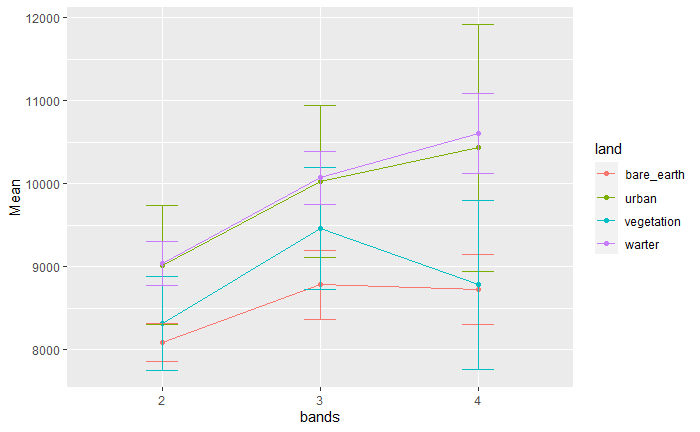 12000
11000
10000
9000
8000
Mean
2 3 4
bands
land
bare_earth
urban
vegetation
warter